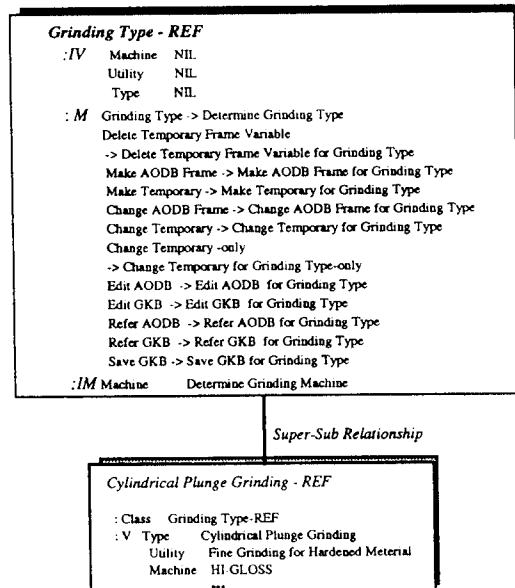 Grinding Type - REF
:IV Machine NIL
Utility NIL
Type NIL
: M Grinding Type -> Determine Grinding Type
Delete Temporary Frame Variable
-> Delete Temporary Frame Variable for Grinding Type
Make AODB Frame -> Make AODB Frame for Grinding Type
Make Temporary -> Make Temporary for Grinding Type
Change AODB Frame -> Change AODB Frame for Grinding Type
Change Temporary -> Change Temporary for Grinding Type
Change Temporary -only
-> Change Temporary for Grinding Type-only
Edit AODB -> Edit AODB for Grinding Type
Edit GKB -> Edit GKB for Grinding Type
Refer AODB -> Refer AODB for Grinding Type
Refer GKB -> Refer GKB for Grinding Type
Save GKB -> Save GKB for Grinding Type
:IM Machine Determine Grinding Machine
Super-Sub Relationship
Cylindrical Plunge Grinding - REF
: Class Grinding Type-REF
: V Type Cylindrical Plunge Grinding
Uulity Fine Grinding for Hardened Meterial
Machine HI-GLOSS